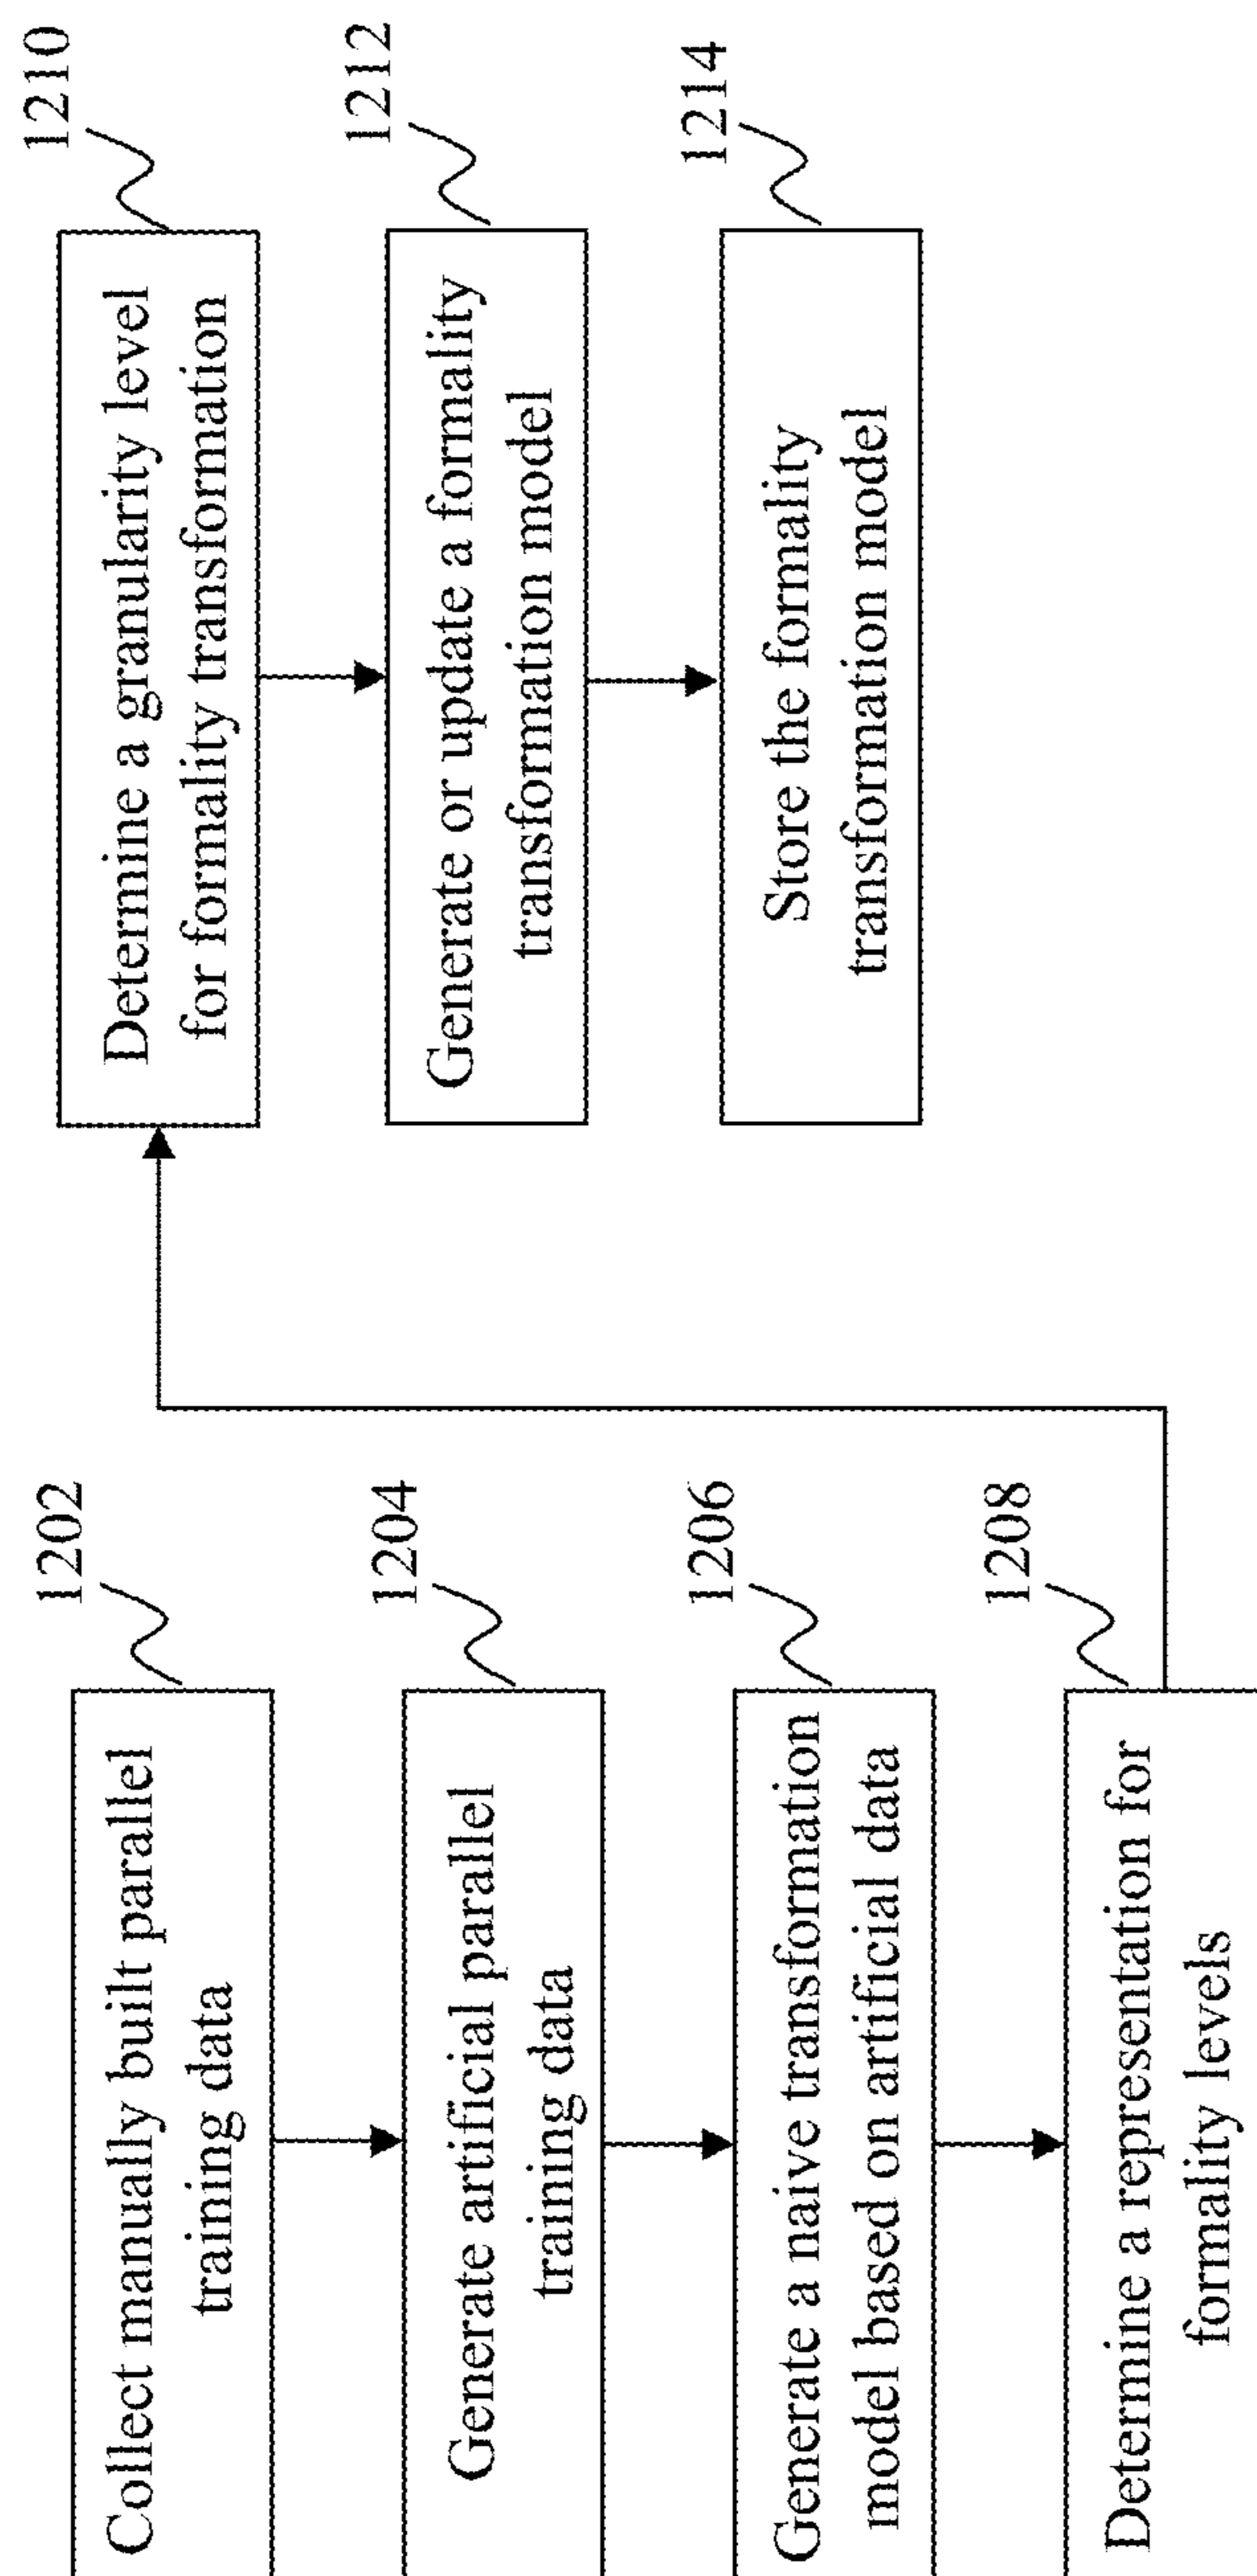 1202
Collect manually built parallel
training data
1204
Generate artificial parallel
training data
1206
Generate a naive transformation
model based on artificial data
1208
Determine a representation for
formality levels
1210
Determine a granularity level
for formality transformation
1212
Generate or update a formality
transformation model
1214
Store the formality
transformation model